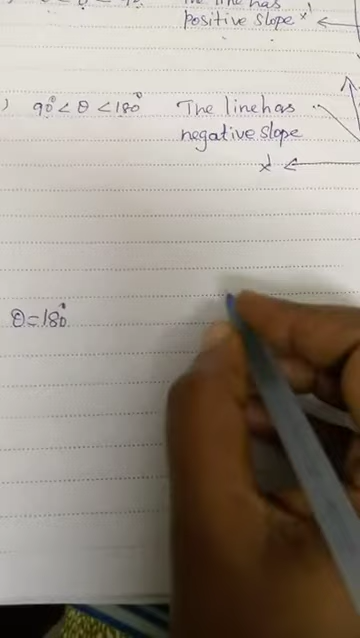 positive slope x'
) 90° < θ < 180° The line has
negative slope
x'
θ = 180°